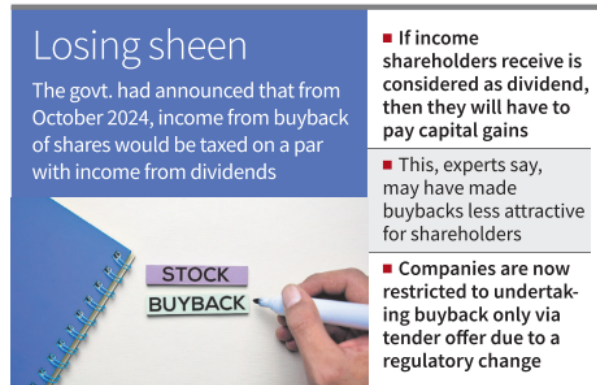 Losing sheen
The govt. had announced that from
October 2024, income from buyback
of shares would be taxed on a par
with income from dividends
STOCK
BUYBACK
■ If income
shareholders receive is
considered as dividend,
then they will have to
pay capital gains
■ This, experts say,
may have made
buybacks less attractive
for shareholders
■ Companies are now
restricted to undertak-
ing buyback only via
tender offer due to a
regulatory change